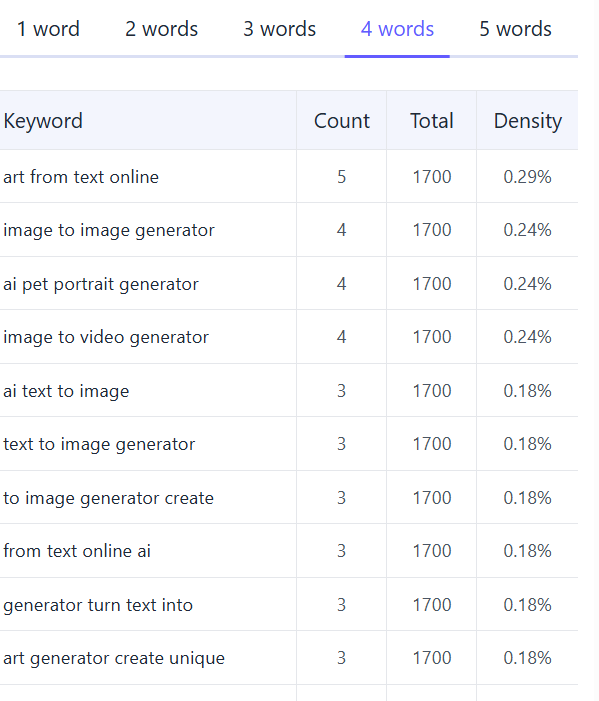 1 word 2 words 3 words 4 words 5 words
Keyword Count Total Density
art from text online 5 1700 0.29%
image to image generator 4 1700 0.24%
ai pet portrait generator 4 1700 0.24%
image to video generator 4 1700 0.24%
ai text to image 3 1700 0.18%
text to image generator 3 1700 0.18%
to image generator create 3 1700 0.18%
from text online ai 3 1700 0.18%
generator turn text into 3 1700 0.18%
art generator create unique 3 1700 0.18%